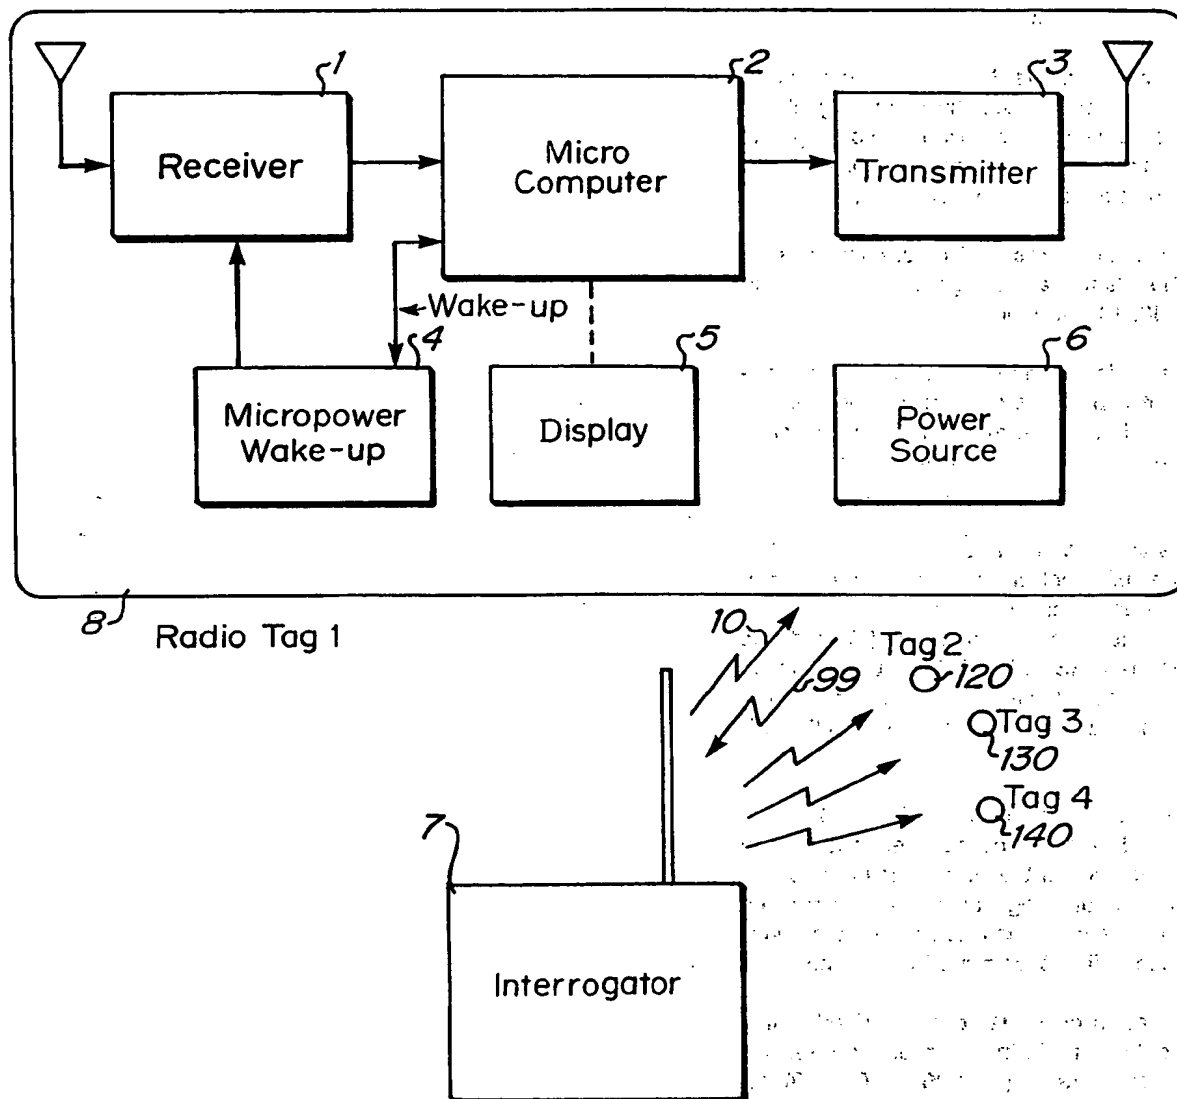 1
2
3
Receiver
Micro
Computer
Transmitter
Wake-up
4
5
6
Micropower
Wake-up
Display
Power
Source
8
Radio Tag 1
10
99
Tag 2
120
Tag 3
130
Tag 4
140
7
Interrogator